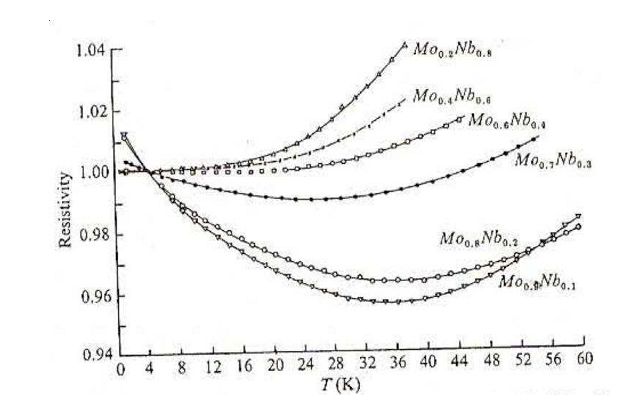 1.04
1.02
1.00
0.98
0.96
0.94
Resistivity
Mo0.2Nb0.8
Mo0.4Nb0.6
Mo0.6Nb0.4
Mo0.7Nb0.3
Mo0.8Nb0.2
Mo0.9Nb0.1
0 4 8 12 16 20 24 28 32 36 40 44 48 52 56 60
T (K)